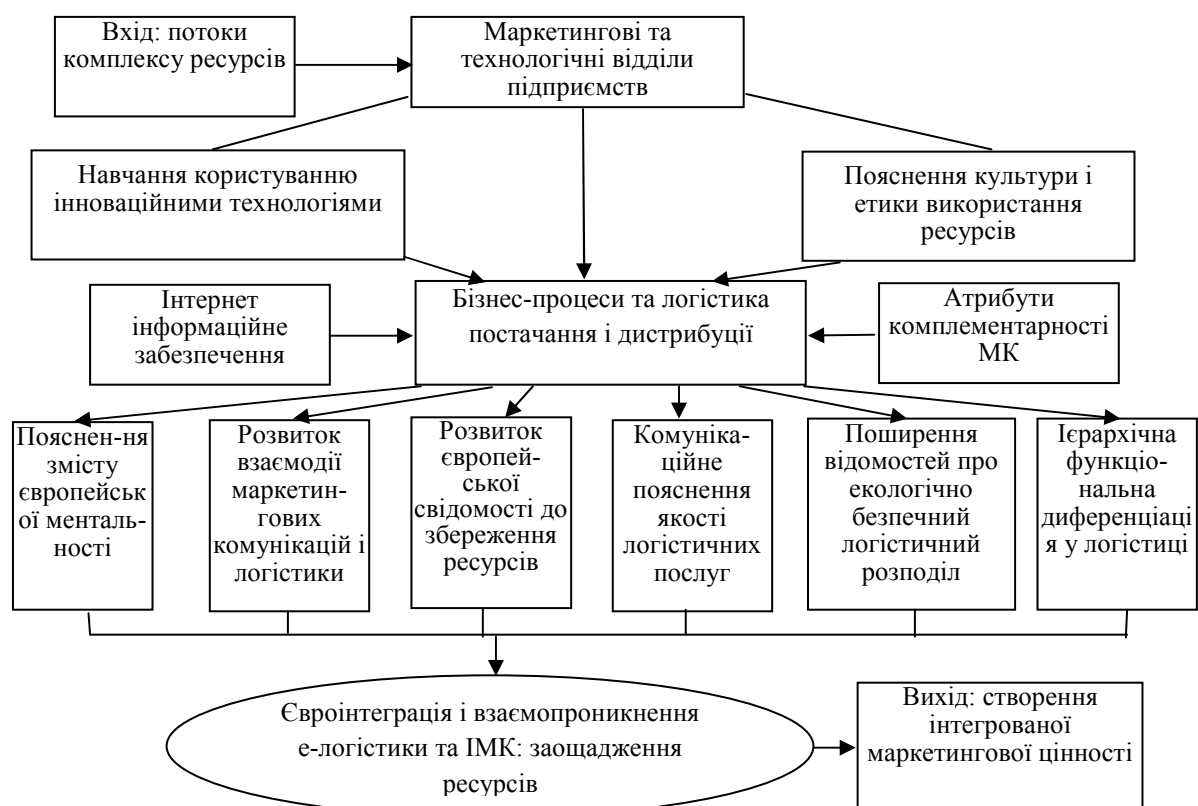 Вхід: потоки
комплексу ресурсів
Маркетингові та
технологічні відділи
підприємств
Навчання користуванню
інноваційними технологіями
Пояснення культури і
етики використання
ресурсів
Інтернет
інформаційне
забезпечення
Бізнес-процеси та логістика
постачання і дистрибуції
Атрибути
комплементарності
МК
Пояснен-ня
змісту
європейськ
ої менталь-
ності
Розвиток
взаємодії
маркетин-
гових
комунікацій і
логістики
Розвиток
європей-
ської
свідомості до
збереження
ресурсів
Комуніка-
ційне
пояснення
якості
логістичних
послуг
Поширення
відомостей про
екологічно
безпечний
логістичний
розподіл
Ієрархічна
функціо-
нальна
диференціаці
я у логістиці
Євроінтеграція і взаємопроникнення
е-логістики та ІМК: заощадження
ресурсів
Вихід: створення
інтегрованої
маркетингової цінності